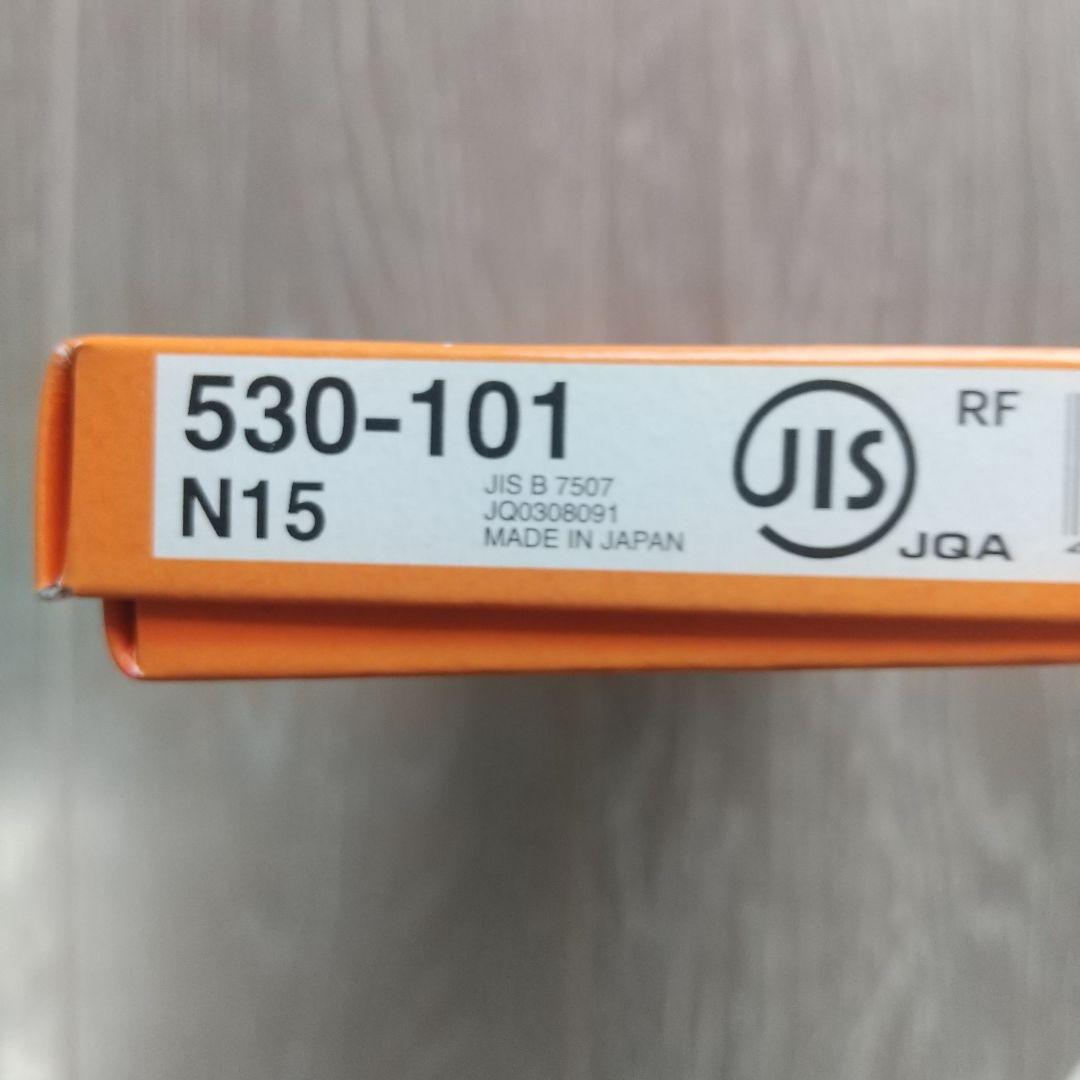 530-101
N15
JIS B 7507
JQ0308091
MADE IN JAPAN
JIS
JQA
RF